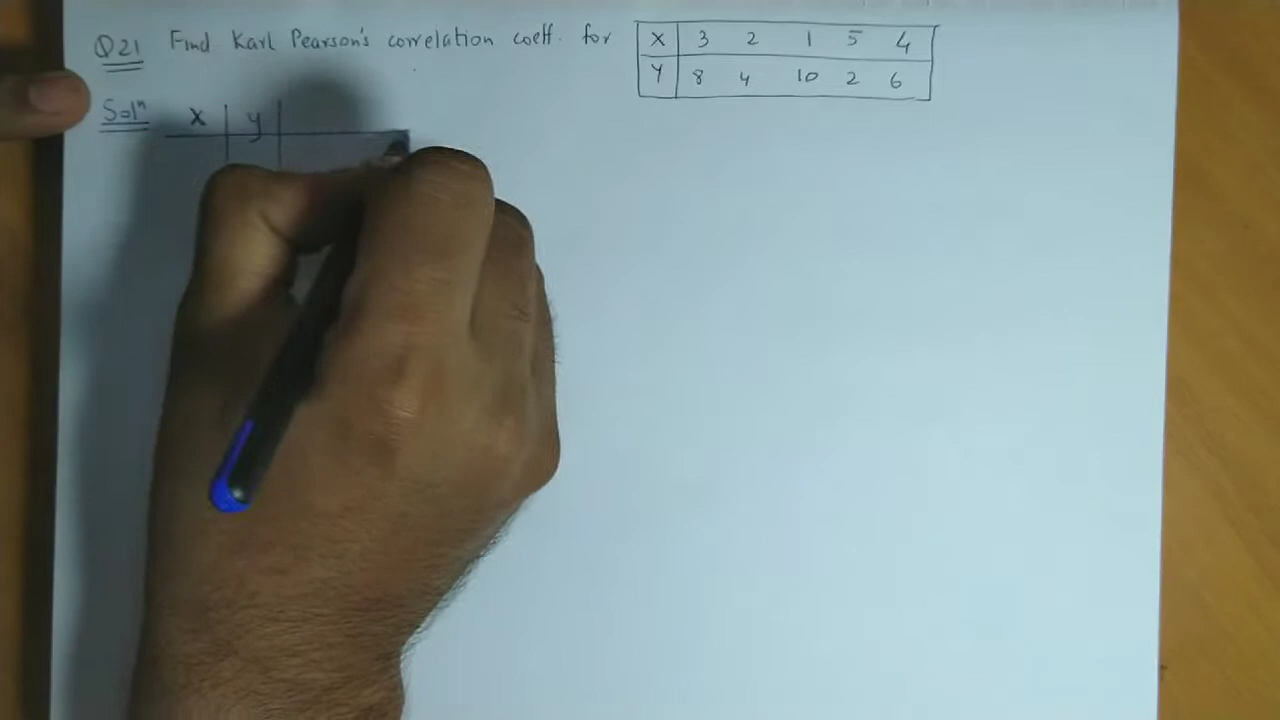 Q21 Find Karl Pearson's correlation coeff. for
X 3 2 1 5 4
Y 8 4 10 2 6
Solⁿ
x y